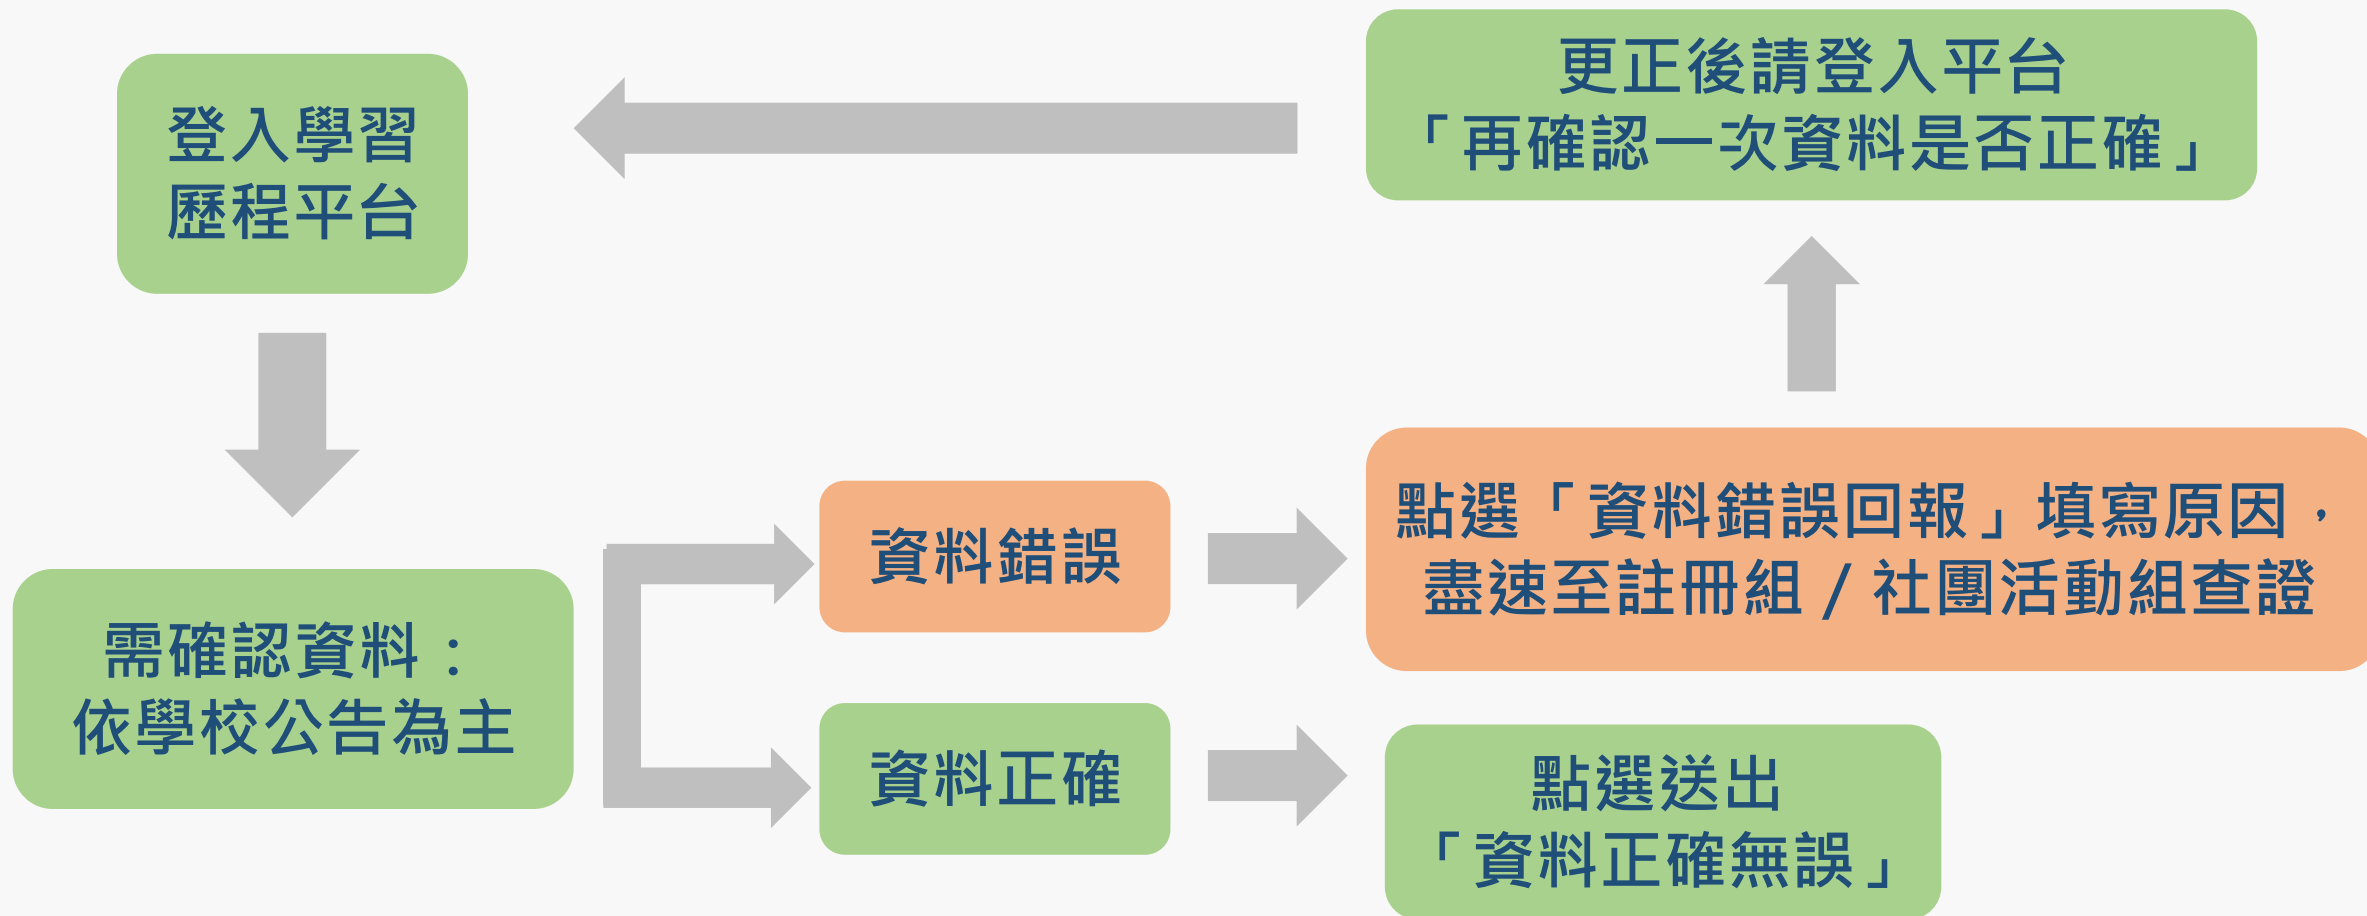 登入學習
歷程平台
更正後請登入平台
「再確認一次資料是否正確」
需確認資料：
依學校公告為主
資料錯誤
點選「資料錯誤回報」填寫原因，
盡速至註冊組/社團活動組查證
資料正確
點選送出
「資料正確無誤」